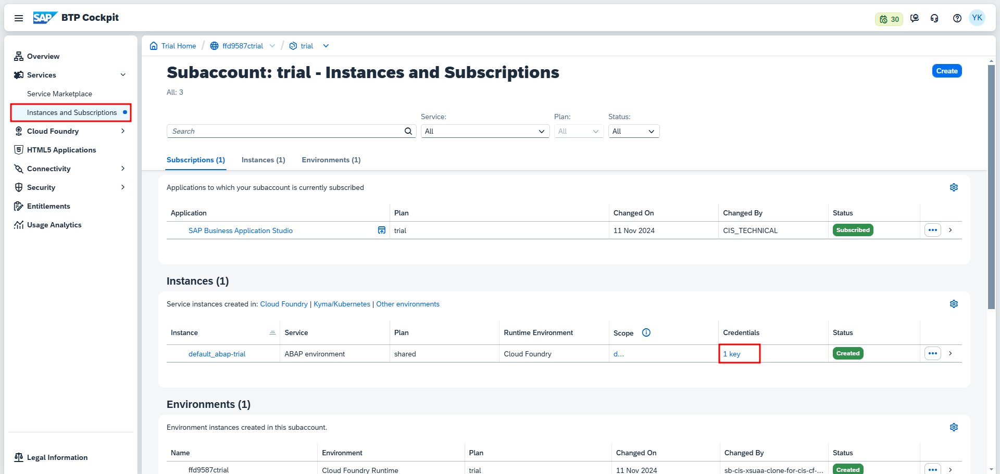 SAP BTP Cockpit
30
YK
Overview
Services
Service Marketplace
Instances and Subscriptions
Cloud Foundry
HTML5 Applications
Connectivity
Security
Entitlements
Usage Analytics
Legal Information
Trial Home / ffd9587ctrial / trial
Subaccount: trial - Instances and Subscriptions
Create
All: 3
Service: Plan: Status:
Search All All All
Subscriptions (1) Instances (1) Environments (1)
Applications to which your subaccount is currently subscribed
Application Plan Changed On Changed By Status
SAP Business Application Studio trial 11 Nov 2024 CIS_TECHNICAL Subscribed
Instances (1)
Service instances created in: Cloud Foundry | Kyma/Kubernetes | Other environments
Instance Service Plan Runtime Environment Scope Credentials Status
default_abap-trial ABAP environment shared Cloud Foundry d... 1 key Created
Environments (1)
Environment instances created in this subaccount.
Name Environment Plan Changed On Changed By Status
ffd9587ctrial Cloud Foundry Runtime trial 11 Nov 2024 sb-cis-xsuaa-clone-for-cis-cf-... Created